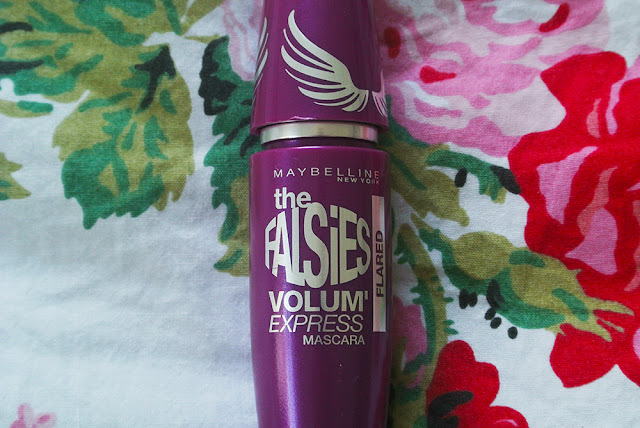 MAYBELLINE
NEW YORK
the
FALSiES
VOLUM'
EXPRESS
MASCARA
FLARED